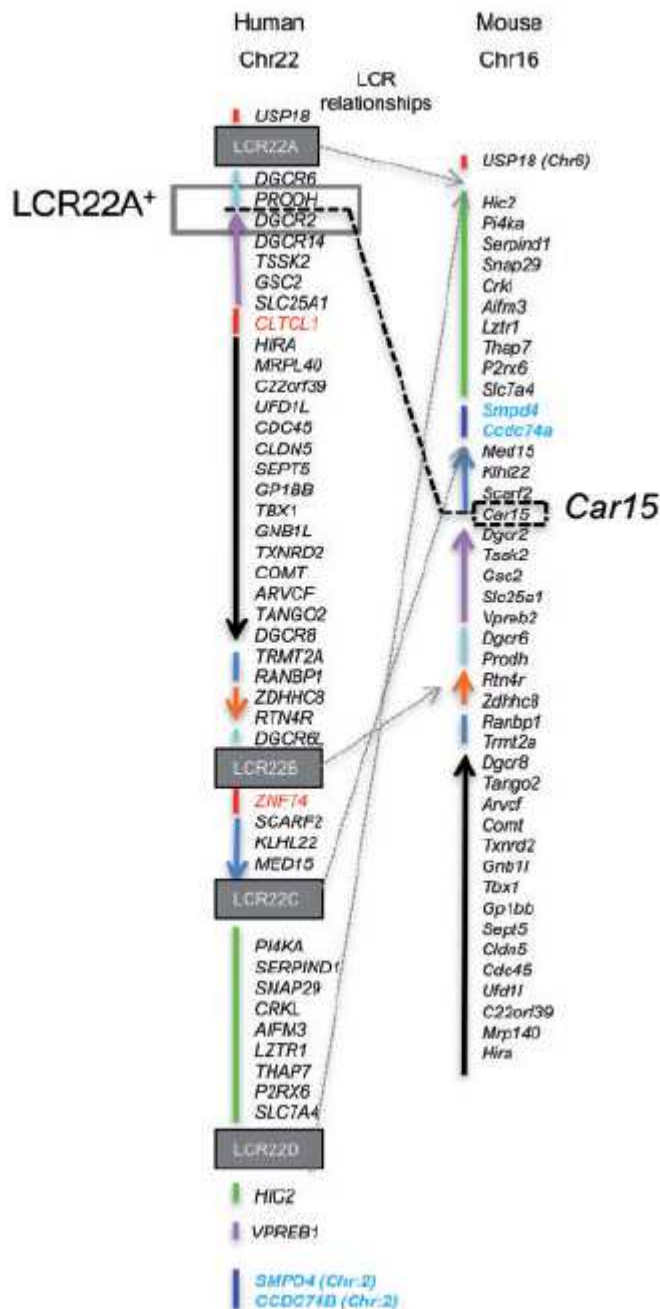 Human
Chr22
LCR
relationships
Mouse
Chr16
USP18
LCR22A
DGCR6
PRODH
LCR22A+
DGCR2
DGCR14
TSSK2
GSC2
SLC25A1
CLTCL1
HIRA
MRPL40
C22orf39
UFD1L
CDC45
CLDN5
SEPT5
GP1BB
TBX1
GNB1L
TXNRD2
COMT
ARVCF
TANGO2
DGCR8
TRMT2A
RANBP1
ZDHHC8
RTN4R
DGCR6L
LCR22B
ZNF74
SCARF2
KLHL22
MED15
LCR22C
PI4KA
SERPIND1
SNAP29
CRKL
AIFM3
LZTR1
THAP7
P2RX6
SLC7A4
LCR22D
HIC2
VPREB1
SMPD4 (Chr:2)
CCDC74B (Chr:2)
USP18 (Chr6)
Hic2
Pi4ka
Serpind1
Snap29
Crkl
Aifm3
Lztr1
Thap7
P2rx6
Slc7a4
Smpd4
Ccdc74a
Med15
Klhl22
Scarf2
Car15
Car15
Dgcr2
Tssk2
Gsc2
Slc25a1
Vpreb2
Dgcr6
Prodh
Rtn4r
Zdhhc8
Ranbp1
Trmt2a
Dgcr8
Tango2
Arvcf
Comt
Txnrd2
Gnb1l
Tbx1
Gp1bb
Sept5
Cldn5
Cdc45
Ufd1l
C22orf39
Mrp140
Hira